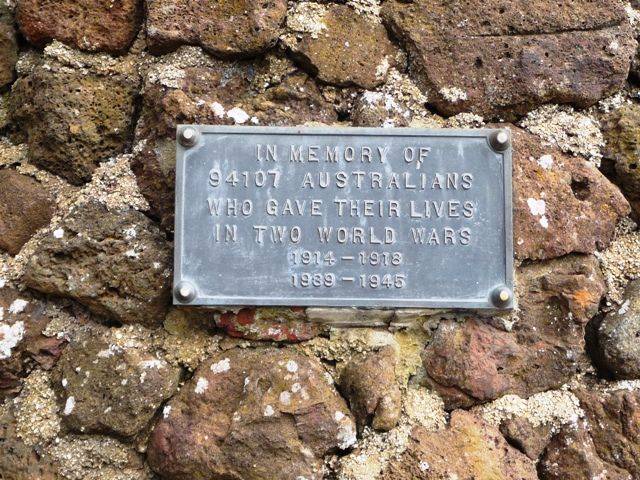 IN MEMORY OF
94107 AUSTRALIANS
WHO GAVE THEIR LIVES
IN TWO WORLD WARS
1914 – 1918
1939 – 1945